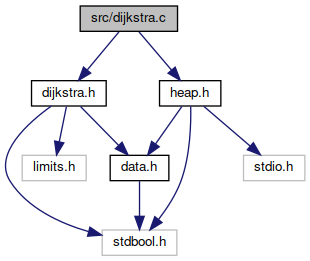 src/dijkstra.c
dijkstra.h
heap.h
limits.h
data.h
stdio.h
stdbool.h